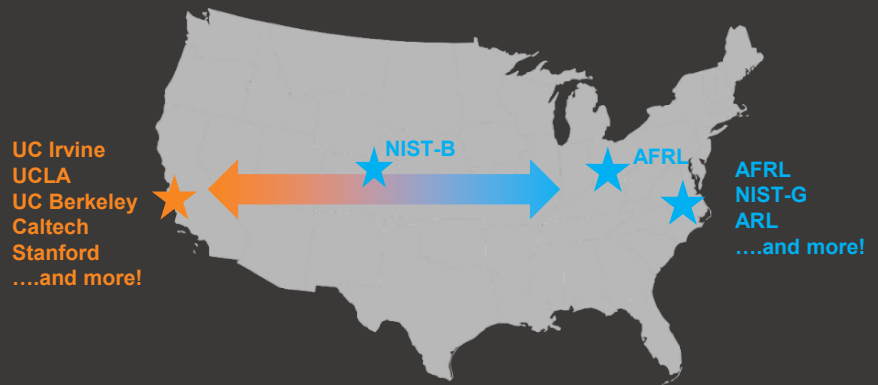 UC Irvine
UCLA
UC Berkeley
Caltech
Stanford
....and more!
NIST-B
AFRL
AFRL
NIST-G
ARL
....and more!